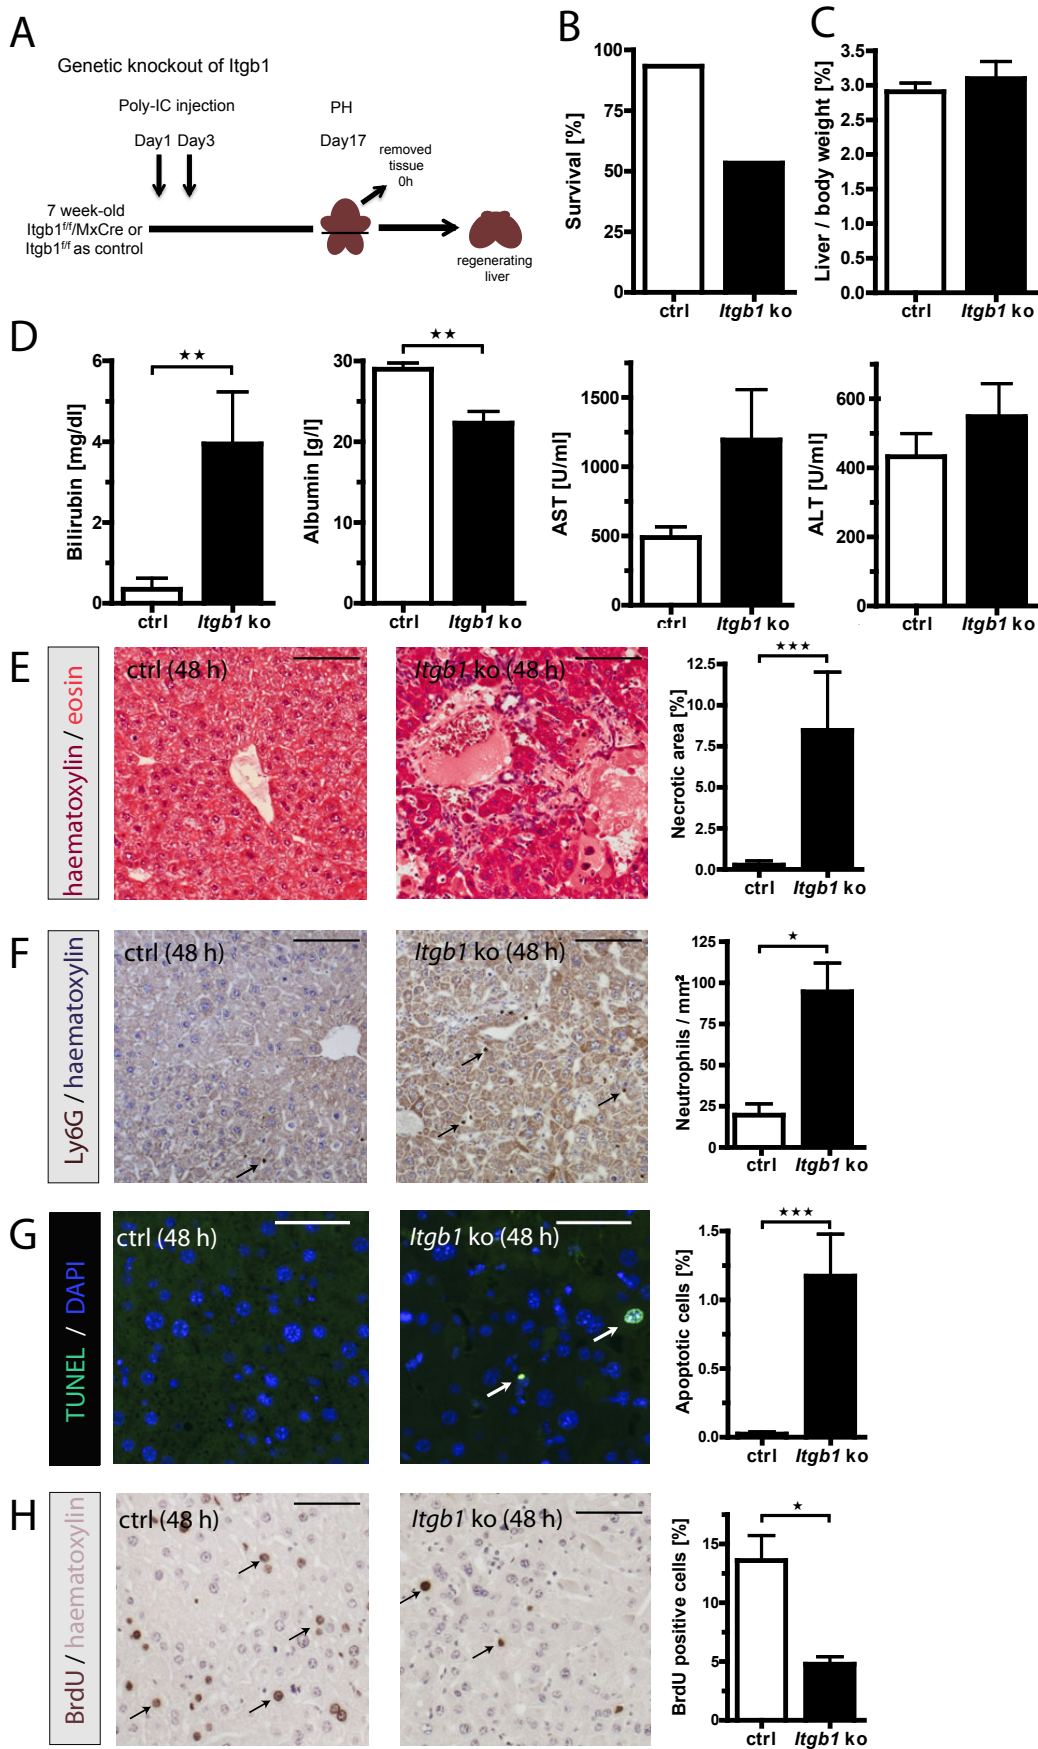 A
Genetic knockout of Itgb1
Poly-IC injection
PH
Day1 Day3
Day17
removed
tissue
0h
7 week-old
Itgb1f/f/MxCre or
Itgb1f/f as control
regenerating
liver
B
Survival [%]
100
75
50
25
0
ctrl
Itgb1 ko
C
Liver / body weight [%]
3.5
3.0
2.5
2.0
1.5
1.0
0.5
0.0
ctrl
Itgb1 ko
D
Bilirubin [mg/dl]
6
4
2
0
★★
ctrl
Itgb1 ko
Albumin [g/l]
30
20
10
0
★★
ctrl
Itgb1 ko
AST [U/ml]
1500
1000
500
0
ctrl
Itgb1 ko
ALT [U/ml]
600
400
200
0
ctrl
Itgb1 ko
E
haematoxylin / eosin
ctrl (48 h)
Itgb1 ko (48 h)
Necrotic area [%]
12.5
10.0
7.5
5.0
2.5
0.0
★★★
ctrl
Itgb1 ko
F
Ly6G / haematoxylin
ctrl (48 h)
Itgb1 ko (48 h)
Neutrophils / mm²
125
100
75
50
25
0
★
ctrl
Itgb1 ko
G
TUNEL / DAPI
ctrl (48 h)
Itgb1 ko (48 h)
Apoptotic cells [%]
1.5
1.0
0.5
0.0
★★★
ctrl
Itgb1 ko
H
BrdU / haematoxylin
ctrl (48 h)
Itgb1 ko (48 h)
BrdU positive cells [%]
15
10
5
0
★
ctrl
Itgb1 ko